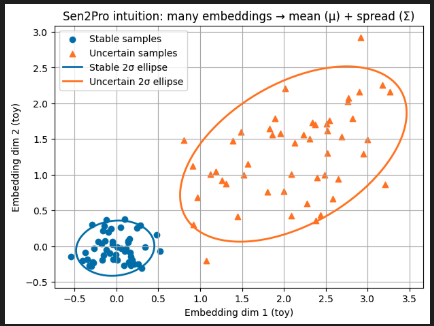 Sen2Pro intuition: many embeddings → mean (μ) + spread (Σ)
Stable samples
Uncertain samples
Stable 2σ ellipse
Uncertain 2σ ellipse
Embedding dim 2 (toy)
3.0
2.5
2.0
1.5
1.0
0.5
0.0
−0.5
−0.5 0.0 0.5 1.0 1.5 2.0 2.5 3.0 3.5
Embedding dim 1 (toy)